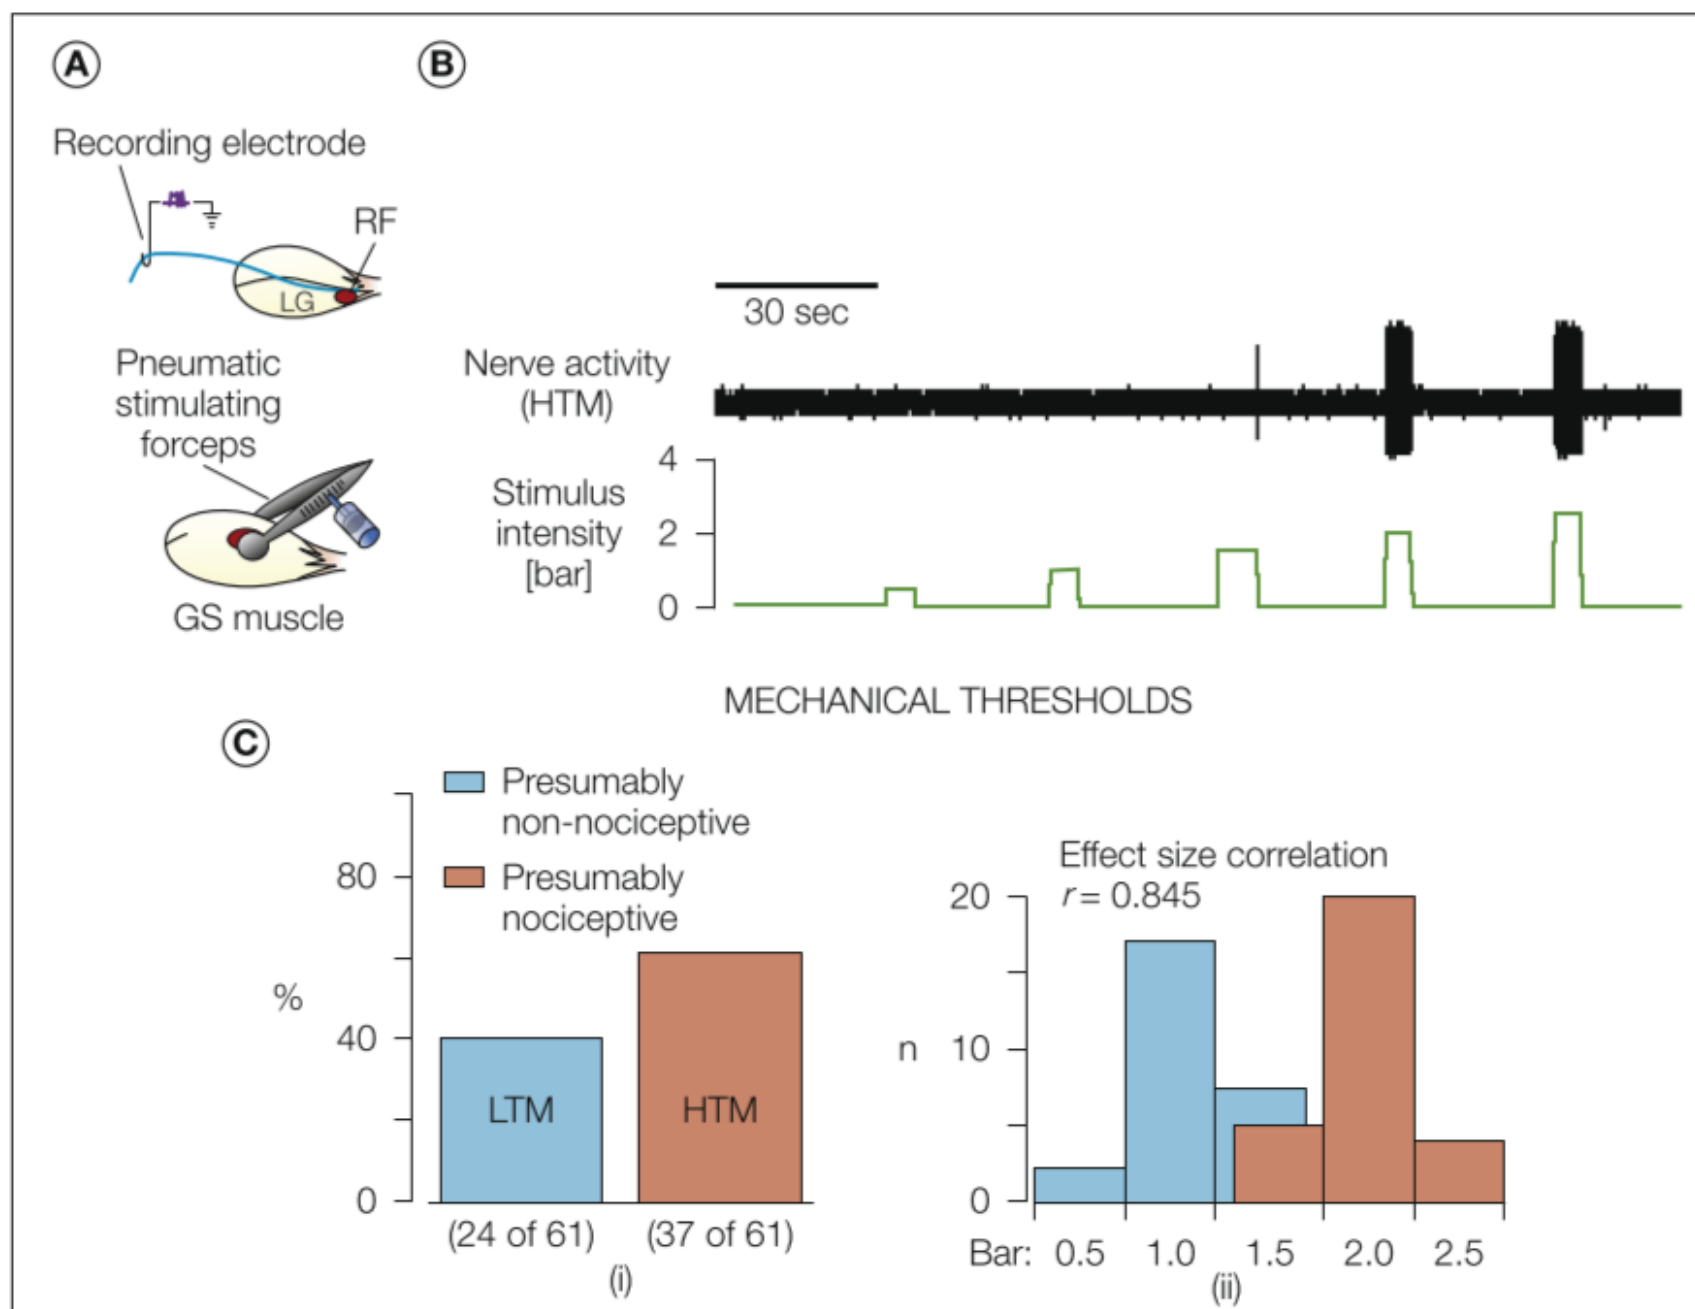 A
B
Recording electrode
RF
LG
Pneumatic
stimulating
forceps
GS muscle
30 sec
Nerve activity
(HTM)
Stimulus
intensity
[bar]
4
2
0
MECHANICAL THRESHOLDS
C
Presumably
non-nociceptive
Presumably
nociceptive
%
80
40
0
LTM
HTM
(24 of 61)
(37 of 61)
(i)
Effect size correlation
r = 0.845
n
20
10
0
Bar: 0.5 1.0 1.5 2.0 2.5
(ii)